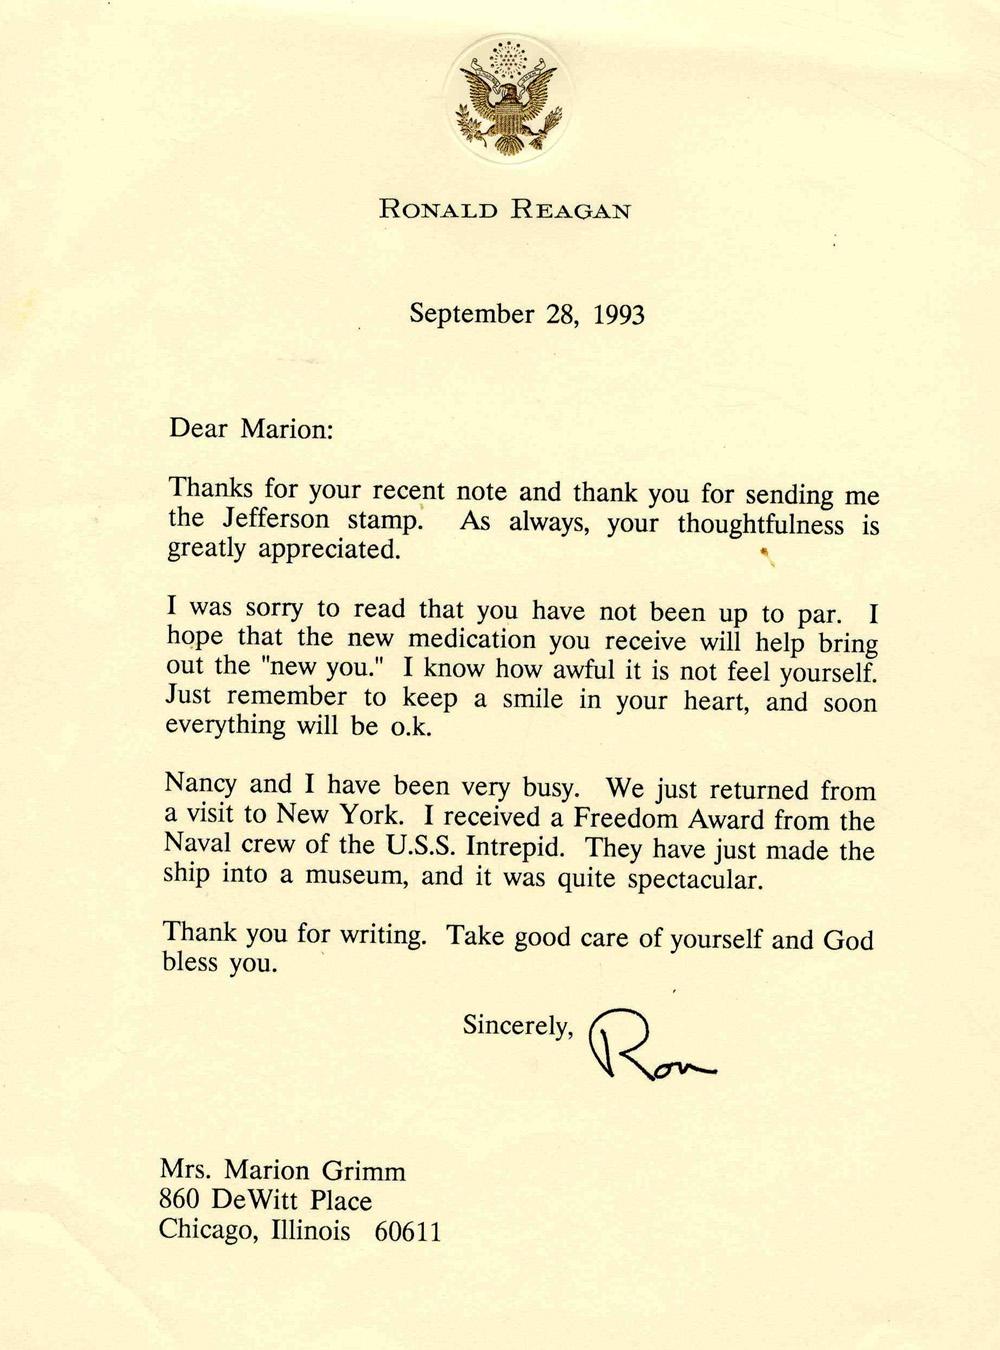 RONALD REAGAN
September 28, 1993
Dear Marion:
Thanks for your recent note and thank you for sending me
the Jefferson stamp. As always, your thoughtfulness is
greatly appreciated.
I was sorry to read that you have not been up to par. I
hope that the new medication you receive will help bring
out the "new you." I know how awful it is not feel yourself.
Just remember to keep a smile in your heart, and soon
everything will be o.k.
Nancy and I have been very busy. We just returned from
a visit to New York. I received a Freedom Award from the
Naval crew of the U.S.S. Intrepid. They have just made the
ship into a museum, and it was quite spectacular.
Thank you for writing. Take good care of yourself and God
bless you.
Sincerely, Ron
Mrs. Marion Grimm
860 DeWitt Place
Chicago, Illinois 60611